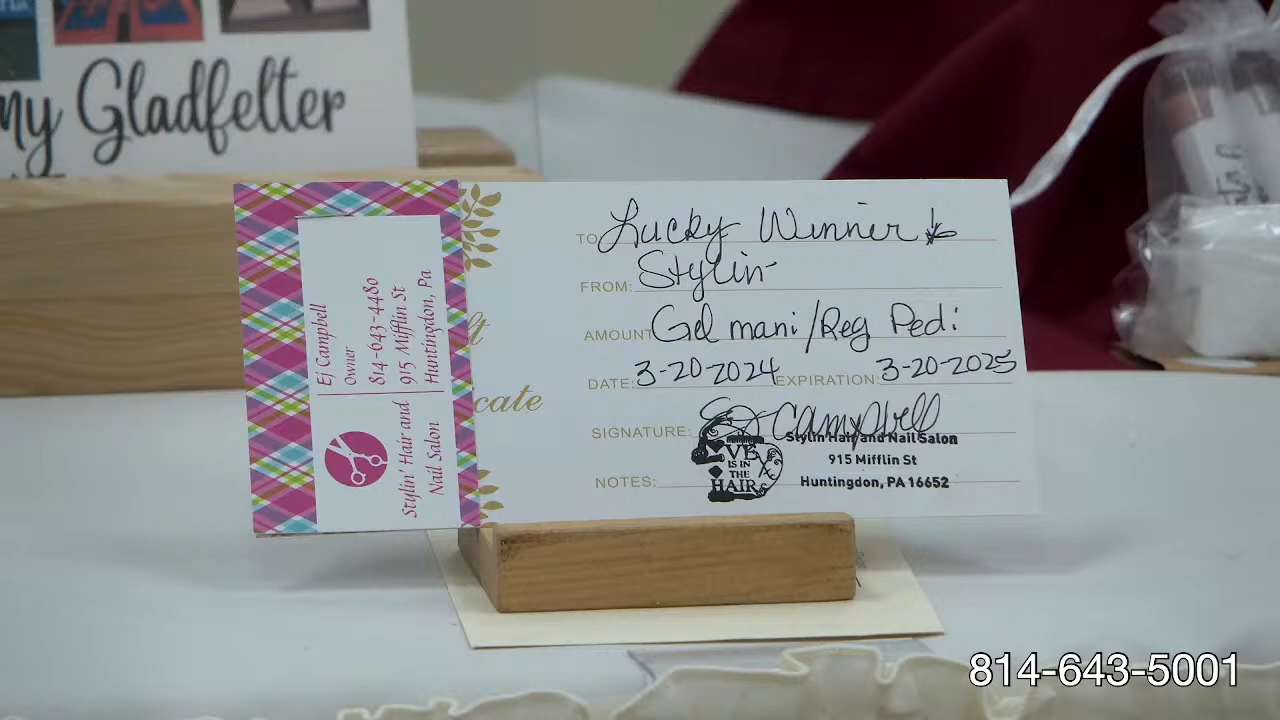 ny Gladfelter
Ej Campbell
Owner
814-643-4480
915 Mifflin St
Huntingdon, Pa
Stylin' Hair and
Nail Salon
cate
TO Lucky Winner
FROM: Stylin
AMOUNT Gel mani/Reg Pedi
DATE: 3-20-2024 EXPIRATION: 3-20-2025
SIGNATURE: EJ Campbell
NOTES:
VE
IS IN
THE
HAIR
Stylin Hair and Nail Salon
915 Mifflin St
Huntingdon, PA 16652
814-643-5001